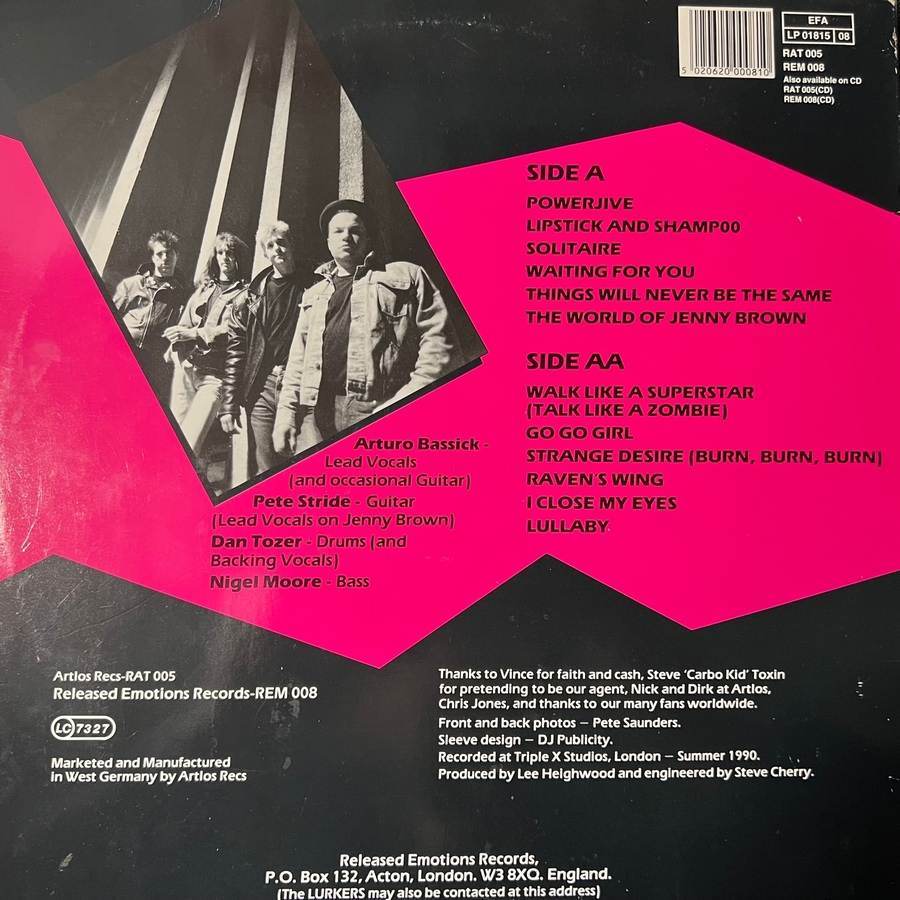 5 020620 000810
EFA
LP 01815 08
RAT 005
REM 008
Also available on CD
RAT 005(CD)
REM 008(CD)
SIDE A
POWERJIVE
LIPSTICK AND SHAMP00
SOLITAIRE
WAITING FOR YOU
THINGS WILL NEVER BE THE SAME
THE WORLD OF JENNY BROWN
SIDE AA
WALK LIKE A SUPERSTAR
(TALK LIKE A ZOMBIE)
GO GO GIRL
STRANGE DESIRE (BURN, BURN, BURN)
RAVEN'S WING
I CLOSE MY EYES
LULLABY
Arturo Bassick -
Lead Vocals
(and occasional Guitar)
Pete Stride - Guitar
(Lead Vocals on Jenny Brown)
Dan Tozer - Drums (and
Backing Vocals)
Nigel Moore - Bass
Artlos Recs-RAT 005
Released Emotions Records-REM 008
LC 7327
Marketed and Manufactured
in West Germany by Artlos Recs
Thanks to Vince for faith and cash, Steve 'Carbo Kid' Toxin
for pretending to be our agent, Nick and Dirk at Artlos,
Chris Jones, and thanks to our many fans worldwide.
Front and back photos – Pete Saunders.
Sleeve design – DJ Publicity.
Recorded at Triple X Studios, London – Summer 1990.
Produced by Lee Heighwood and engineered by Steve Cherry.
Released Emotions Records,
P.O. Box 132, Acton, London. W3 8XQ. England.
(The LURKERS may also be contacted at this address)